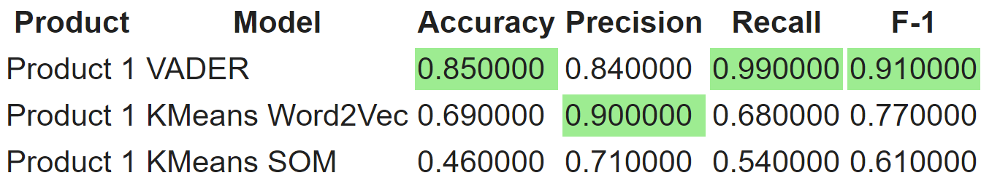 Product Model Accuracy Precision Recall F-1
Product 1 VADER 0.850000 0.840000 0.990000 0.910000
Product 1 KMeans Word2Vec 0.690000 0.900000 0.680000 0.770000
Product 1 KMeans SOM 0.460000 0.710000 0.540000 0.610000